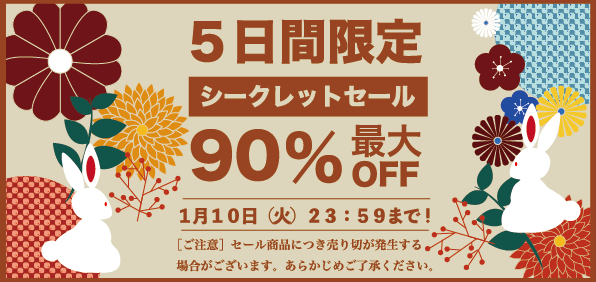 ５日間限定
シークレットセール
90%最大OFF
1月10日（火）２３：５９まで！
［ご注意］セール商品につき売り切が発生する
場合がございます。あらかじめご了承ください。